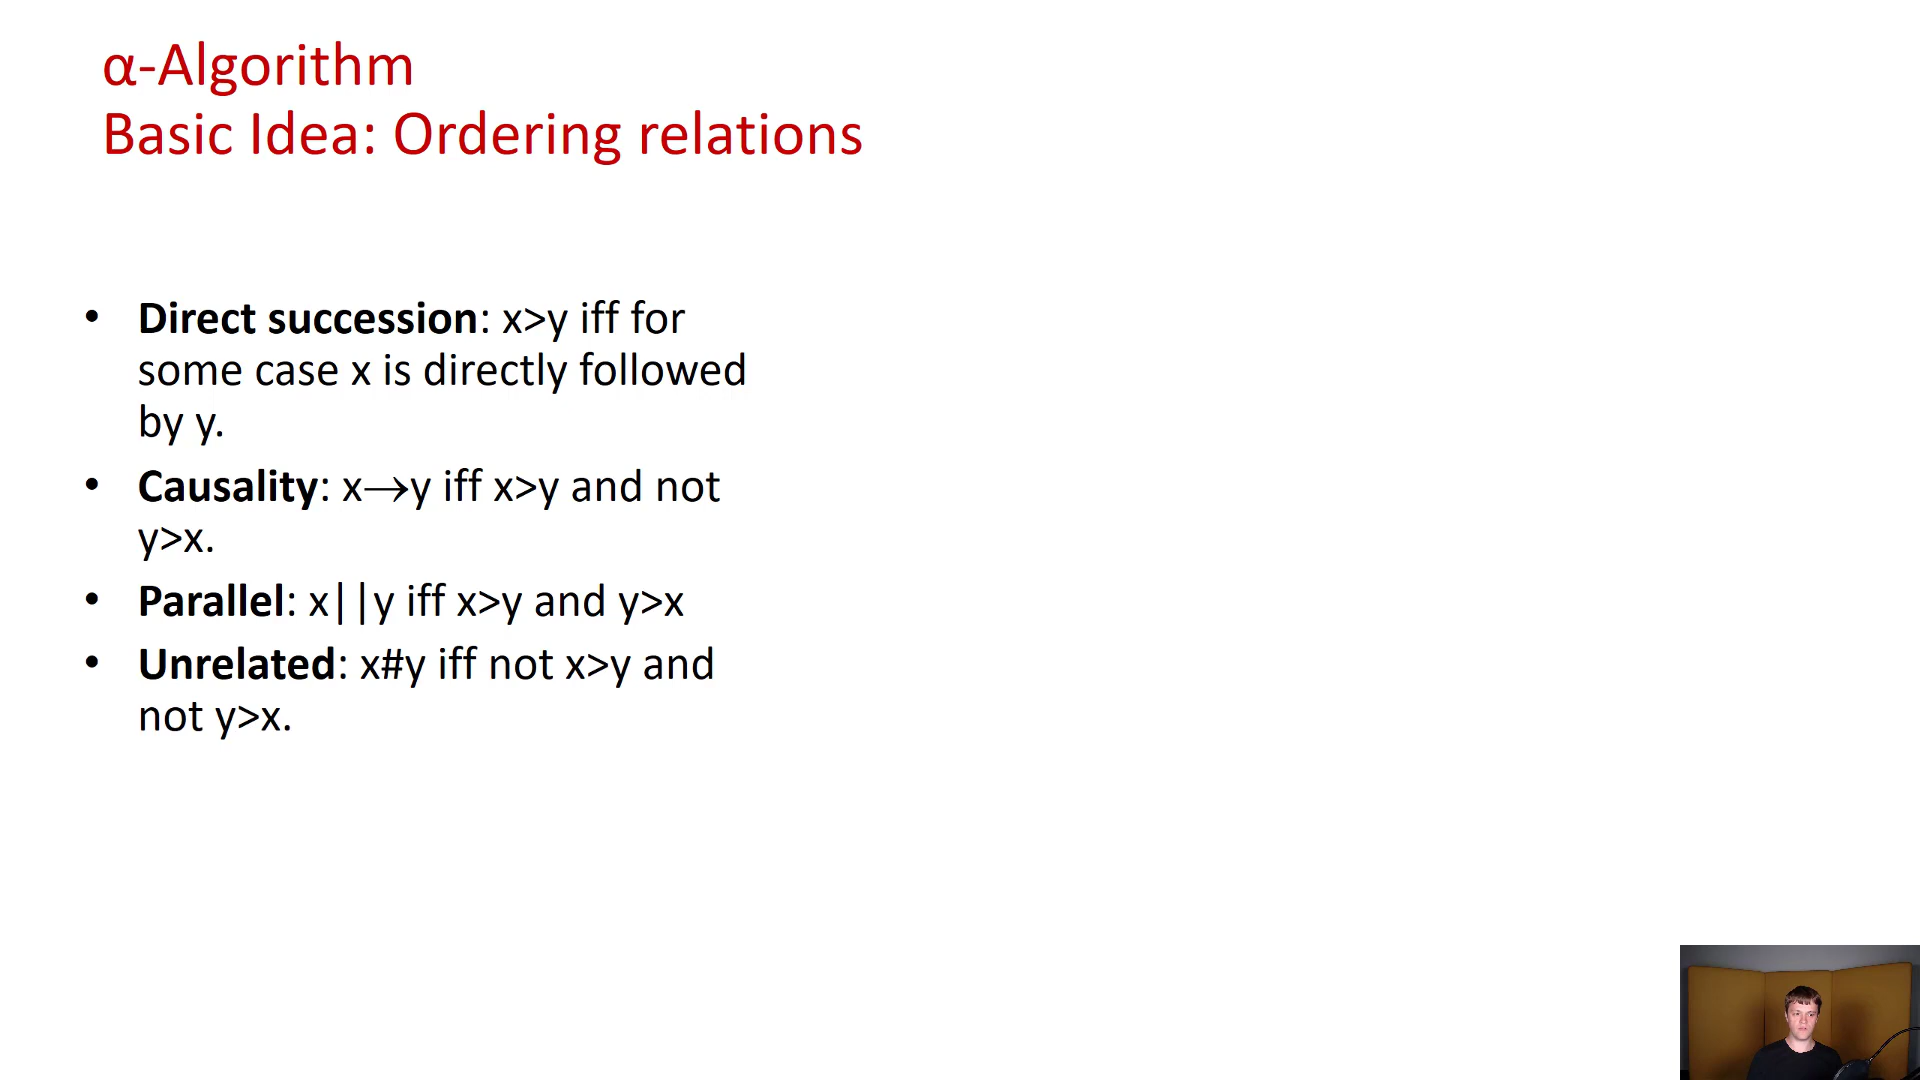 α-Algorithm
Basic Idea: Ordering relations
• Direct succession: x>y iff for
some case x is directly followed
by y.
• Causality: x→y iff x>y and not
y>x.
• Parallel: x||y iff x>y and y>x
• Unrelated: x#y iff not x>y and
not y>x.